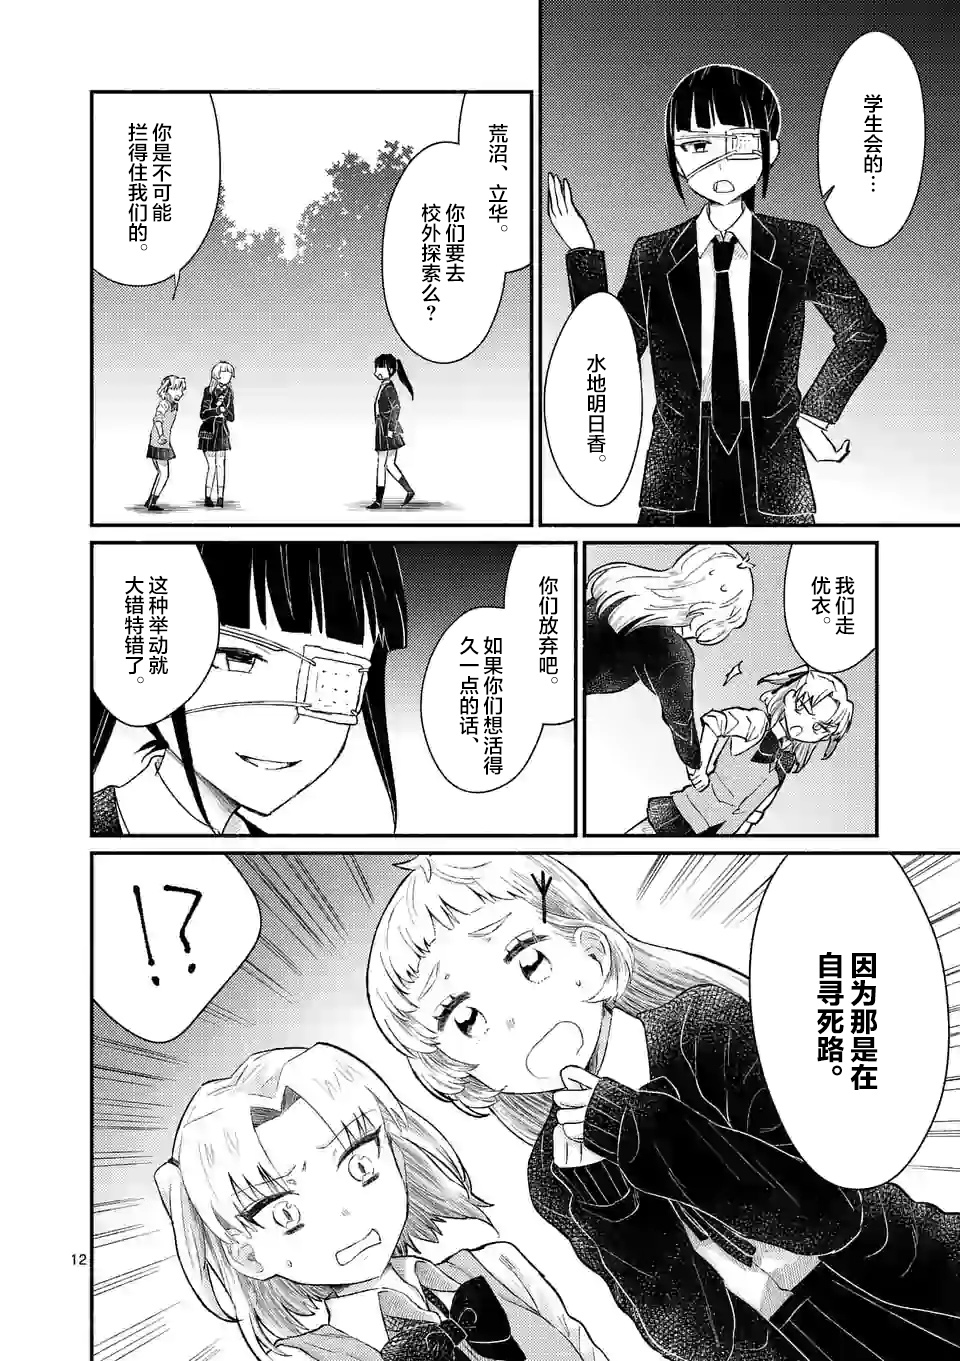 学生会的…
水地明日香。
荒沼、立华。
你们要去
校外探索么？
你是不可能
拦得住我们的。
我们走
优衣。
你们放弃吧。
如果你们想活得
久一点的话、
这种举动就
大错特错了。
因为那是在
自寻死路。
!?
12